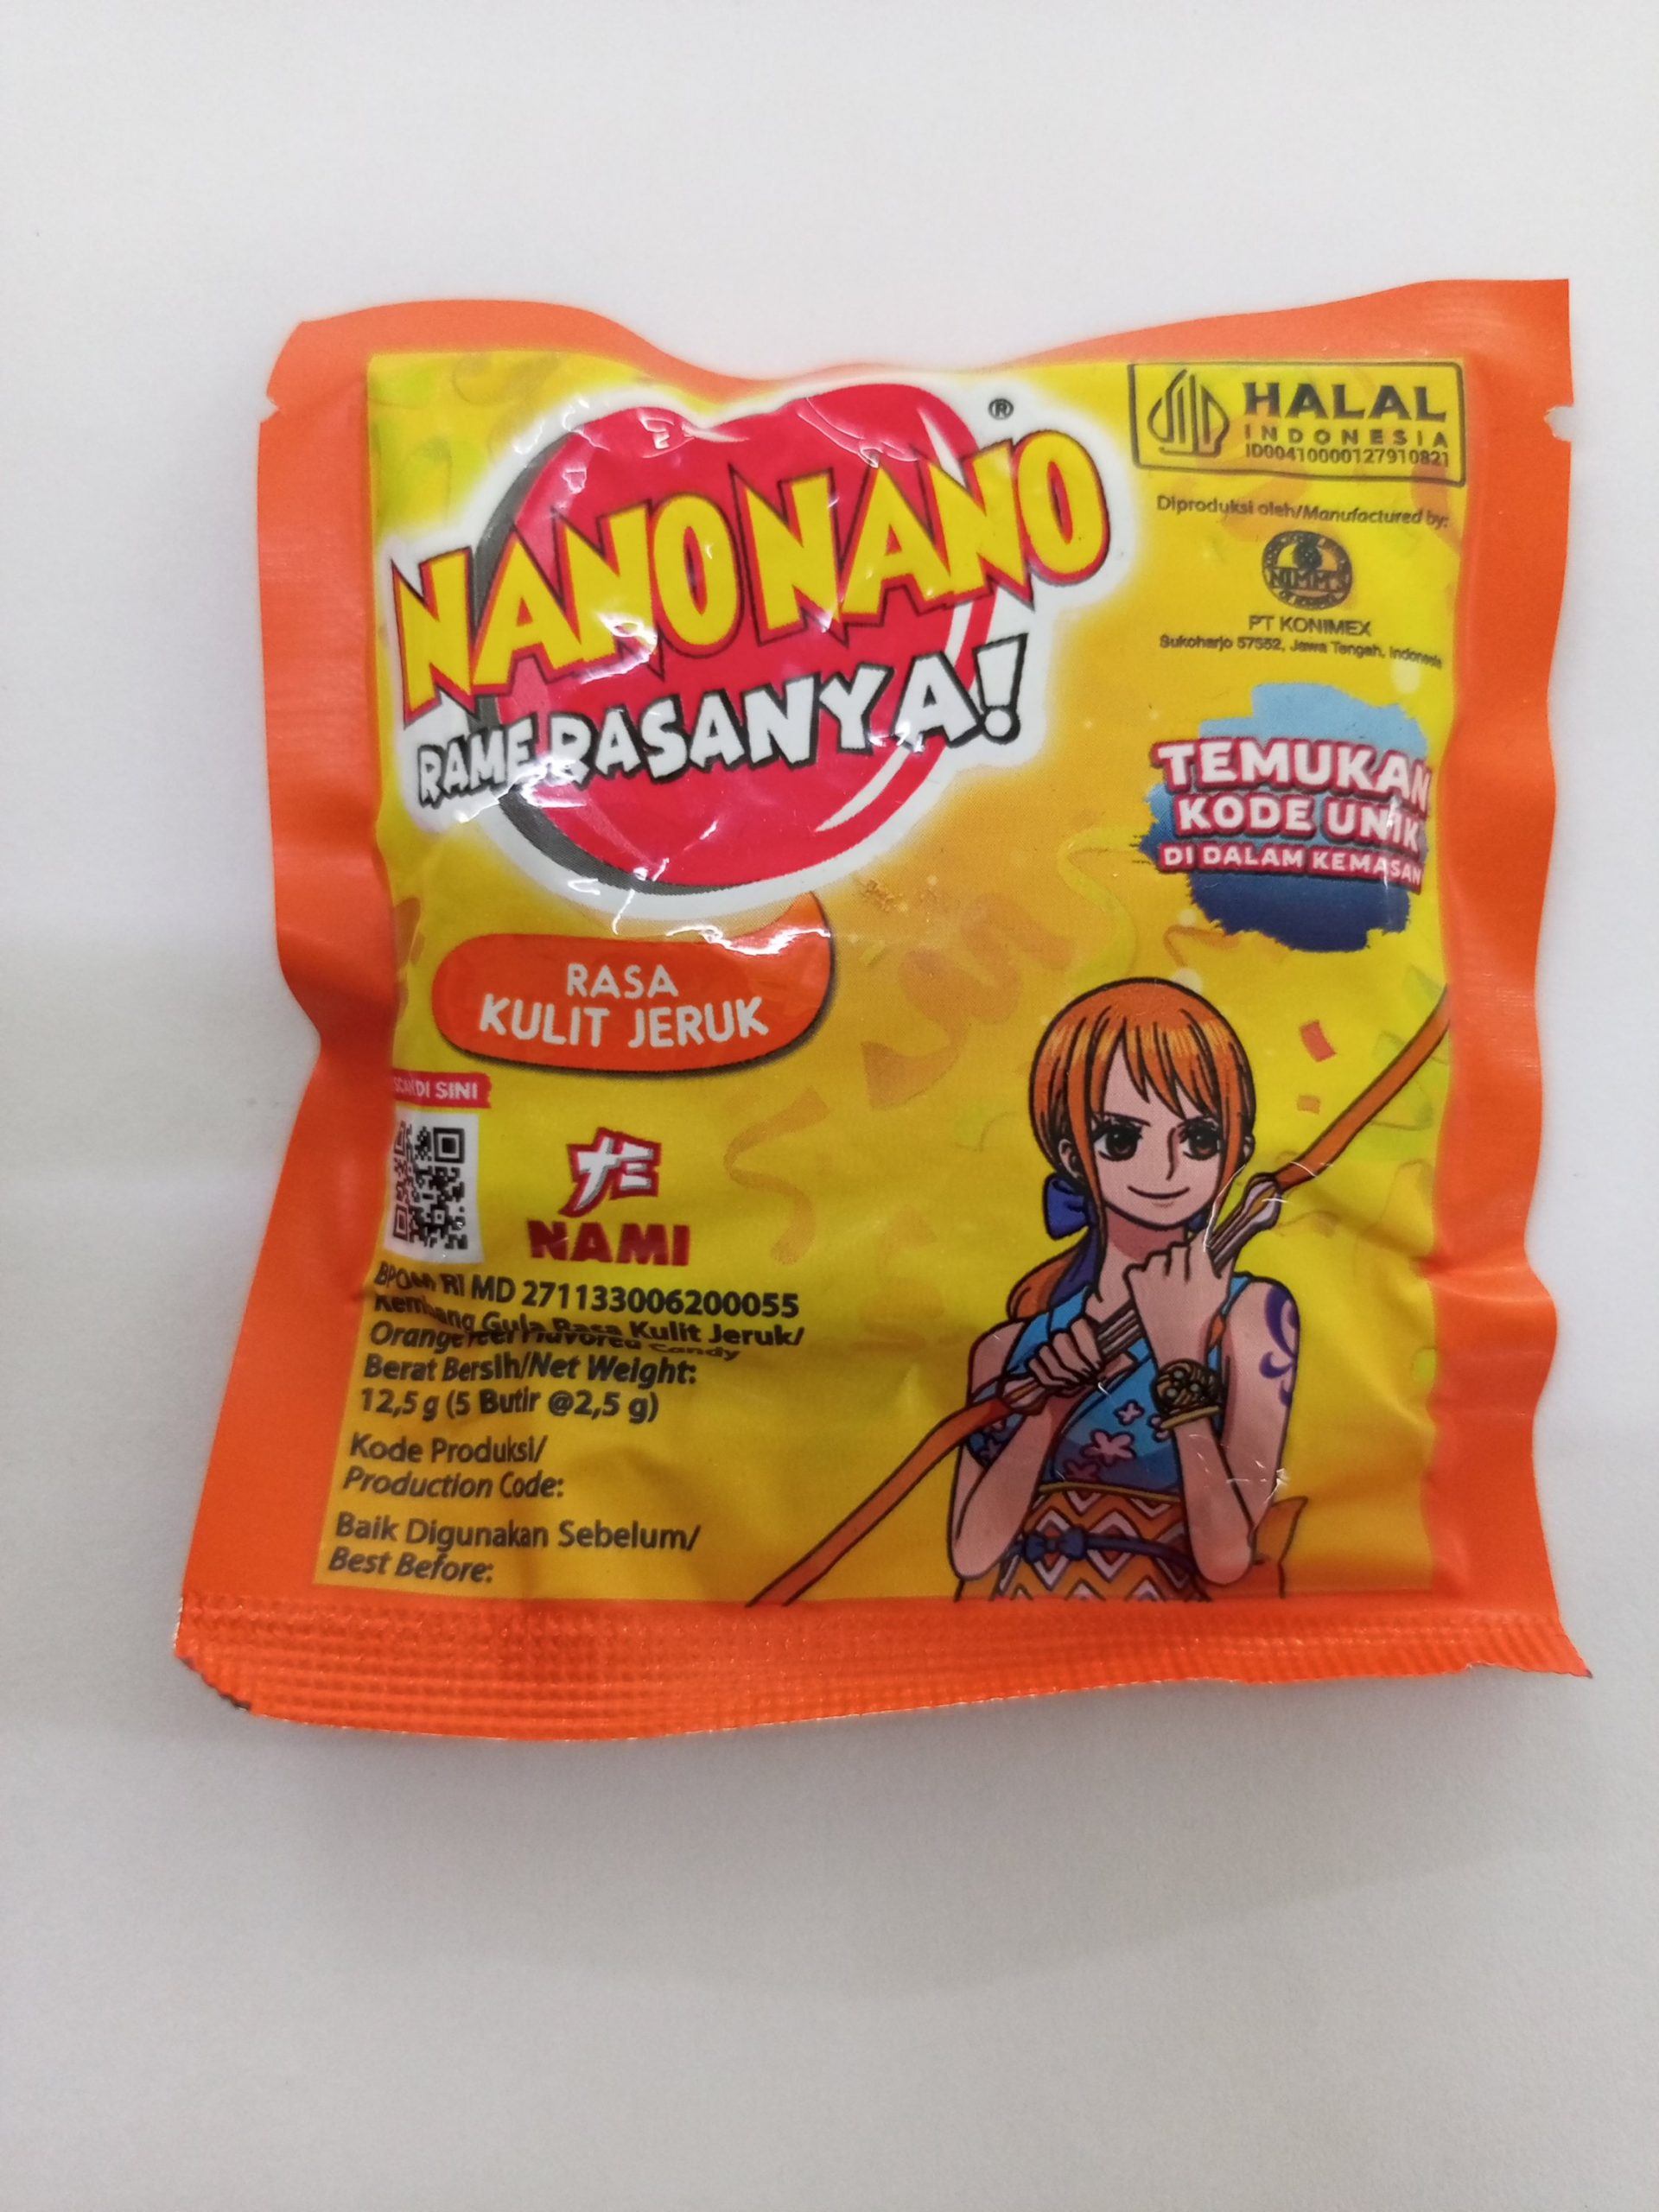 NANO NANO
®
RAME RASANYA!
HALAL
INDONESIA
ID00410000127910821
Diproduksi oleh/Manufactured by:
PT KONIMEX
Sukoharjo 57552, Jawa Tengah, Indonesia
TEMUKAN
KODE UNIK
DI DALAM KEMASAN
RASA
KULIT JERUK
SCAN DI SINI
ナミ
NAMI
BPOM RI MD 271133006200055
Kembang Gula Rasa Kulit Jeruk/
Orange Peel Flavored Candy
Berat Bersih/Net Weight:
12,5 g (5 Butir @2,5 g)
Kode Produksi/
Production Code:
Baik Digunakan Sebelum/
Best Before: